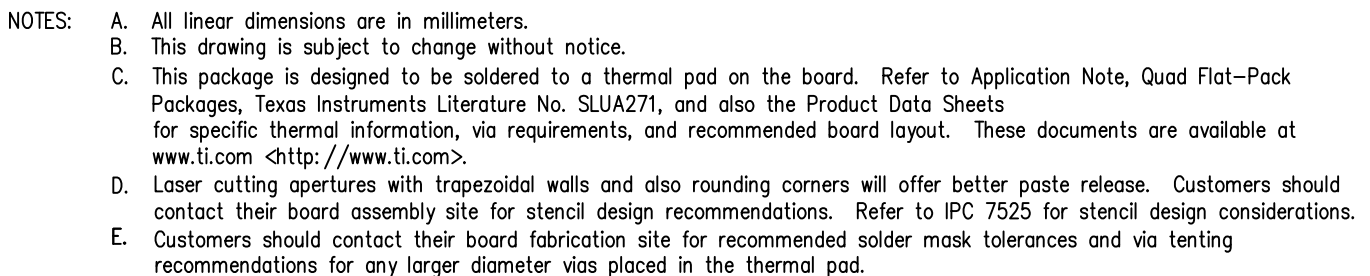 NOTES: A. All linear dimensions are in millimeters.
B. This drawing is subject to change without notice.
C. This package is designed to be soldered to a thermal pad on the board. Refer to Application Note, Quad Flat-Pack
Packages, Texas Instruments Literature No. SLUA271, and also the Product Data Sheets
for specific thermal information, via requirements, and recommended board layout. These documents are available at
www.ti.com <http://www.ti.com>.
D. Laser cutting apertures with trapezoidal walls and also rounding corners will offer better paste release. Customers should
contact their board assembly site for stencil design recommendations. Refer to IPC 7525 for stencil design considerations.
E. Customers should contact their board fabrication site for recommended solder mask tolerances and via tenting
recommendations for any larger diameter vias placed in the thermal pad.